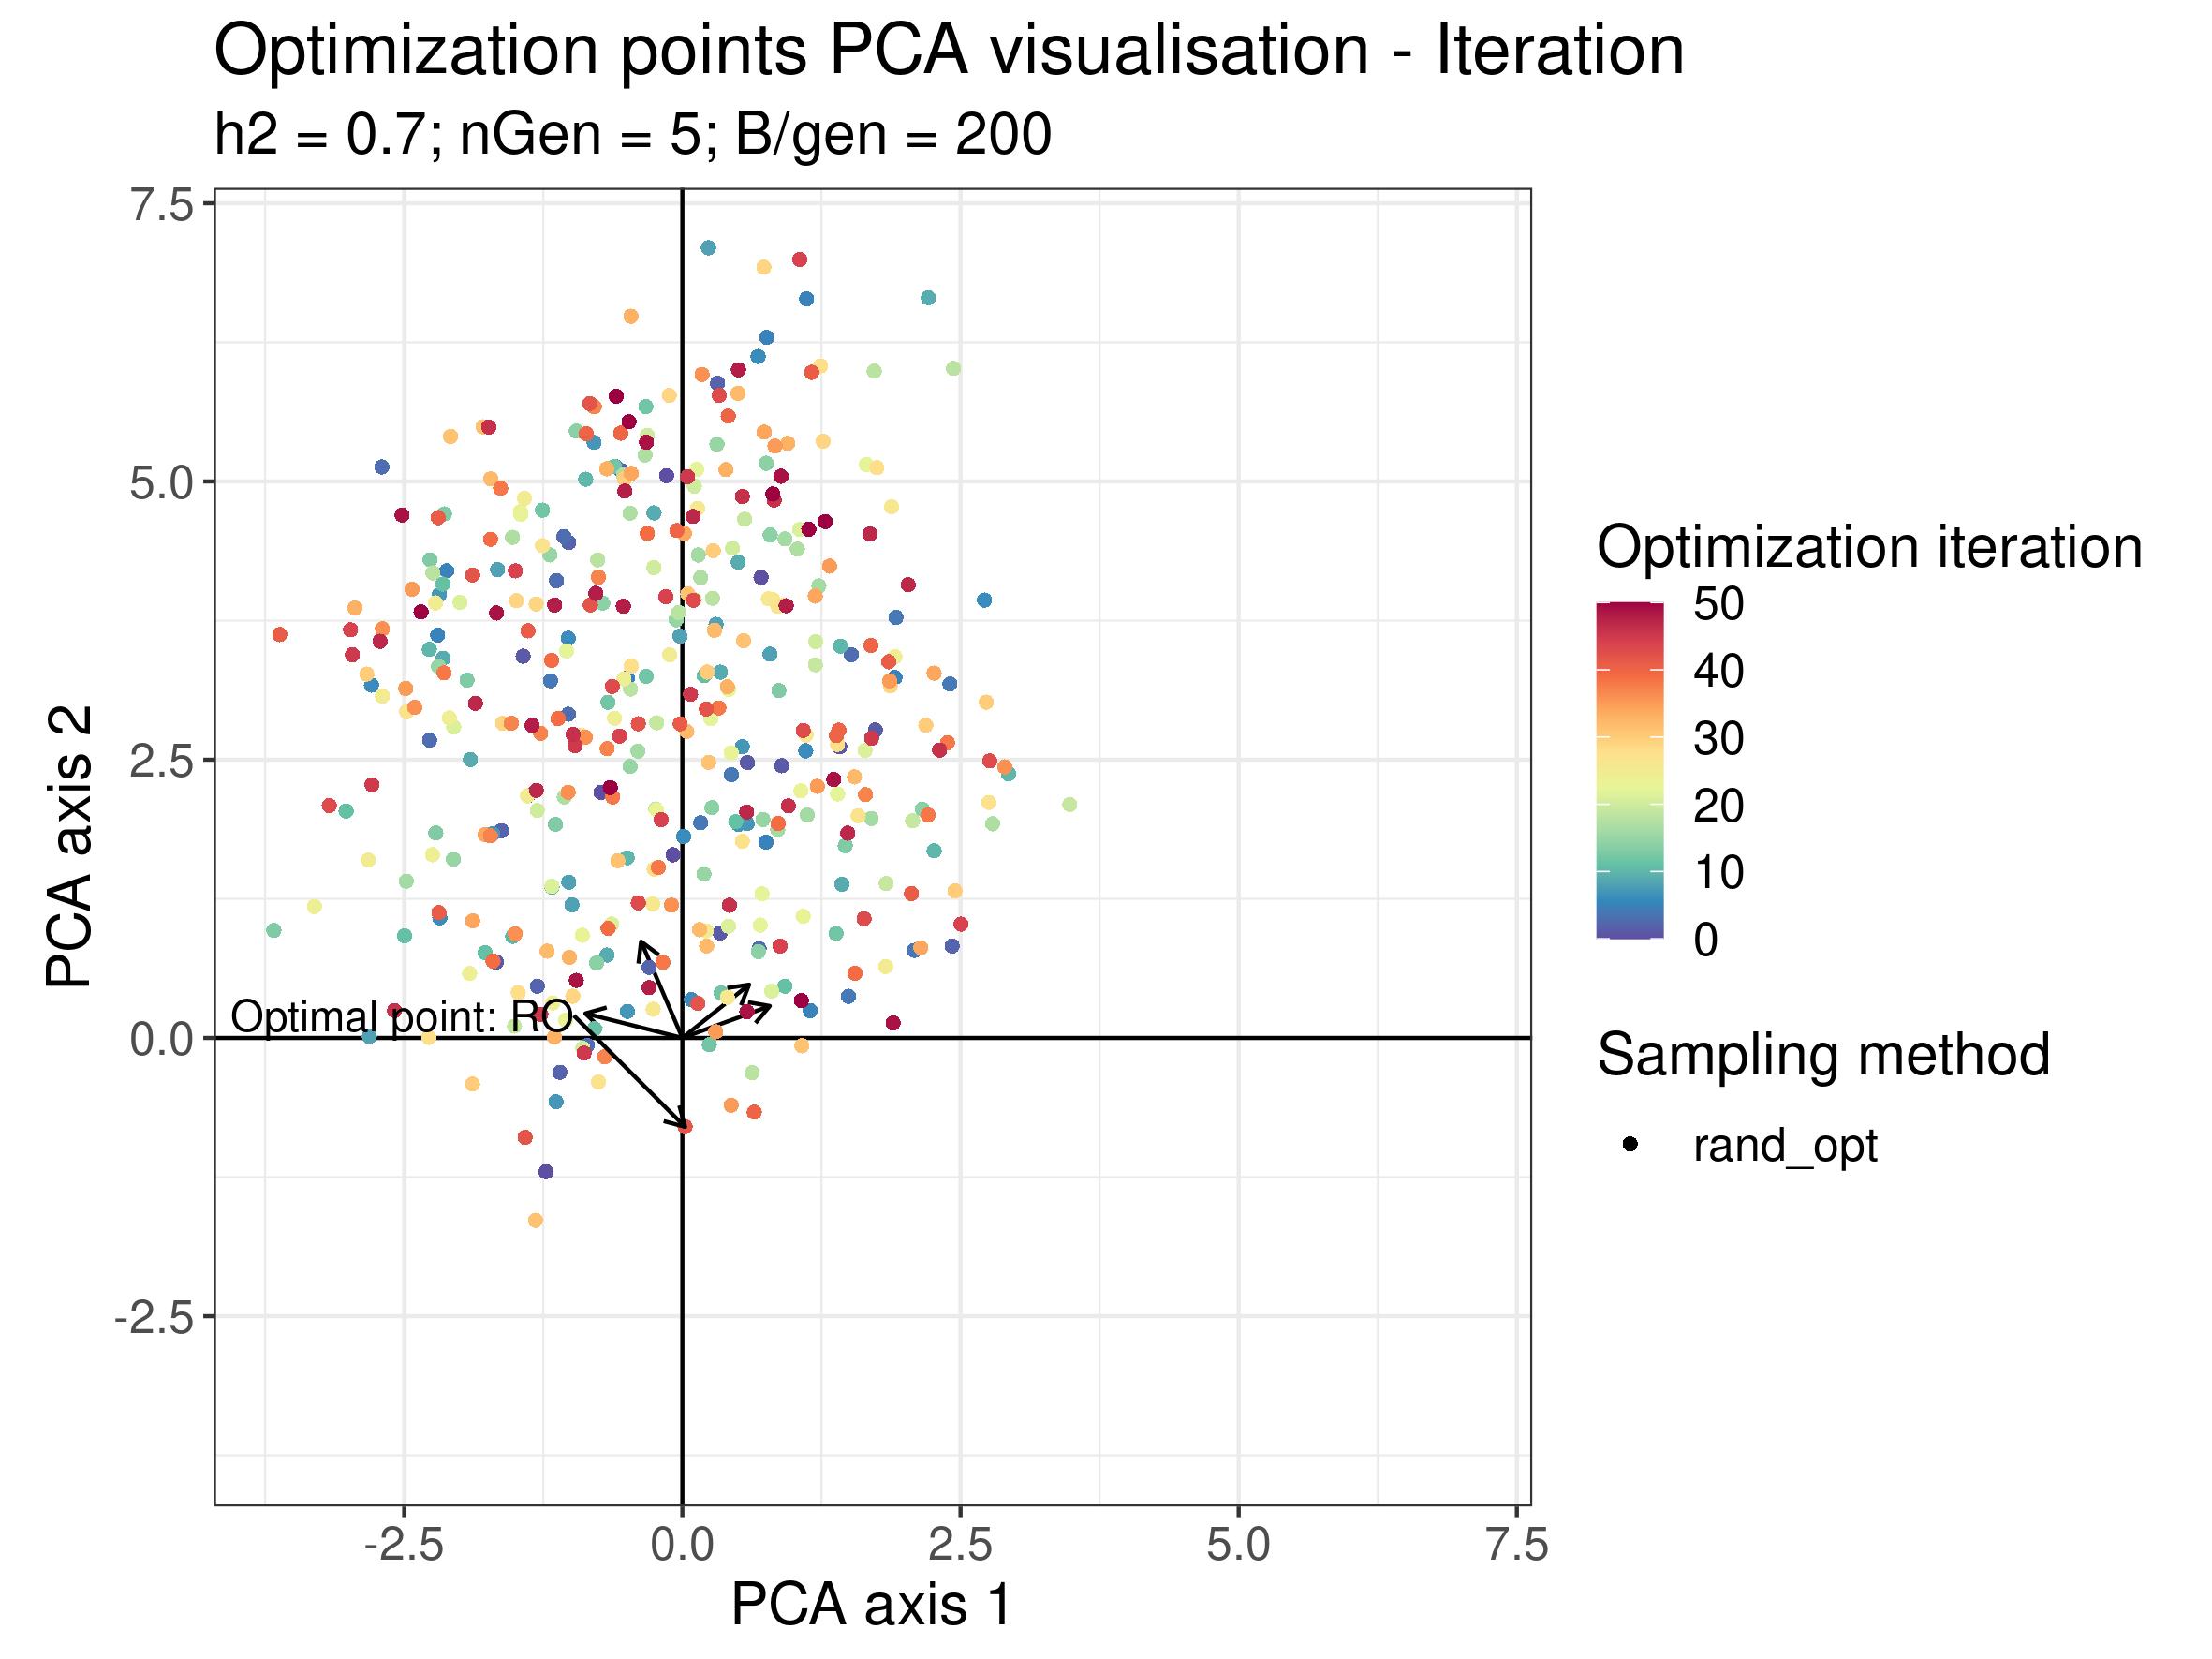 Optimization points PCA visualisation - Iteration
h2 = 0.7; nGen = 5; B/gen = 200
7.5
5.0
2.5
0.0
-2.5
PCA axis 2
Optimal point: RO
-2.5
0.0
2.5
5.0
7.5
PCA axis 1
Optimization iteration
50
40
30
20
10
0
Sampling method
rand_opt